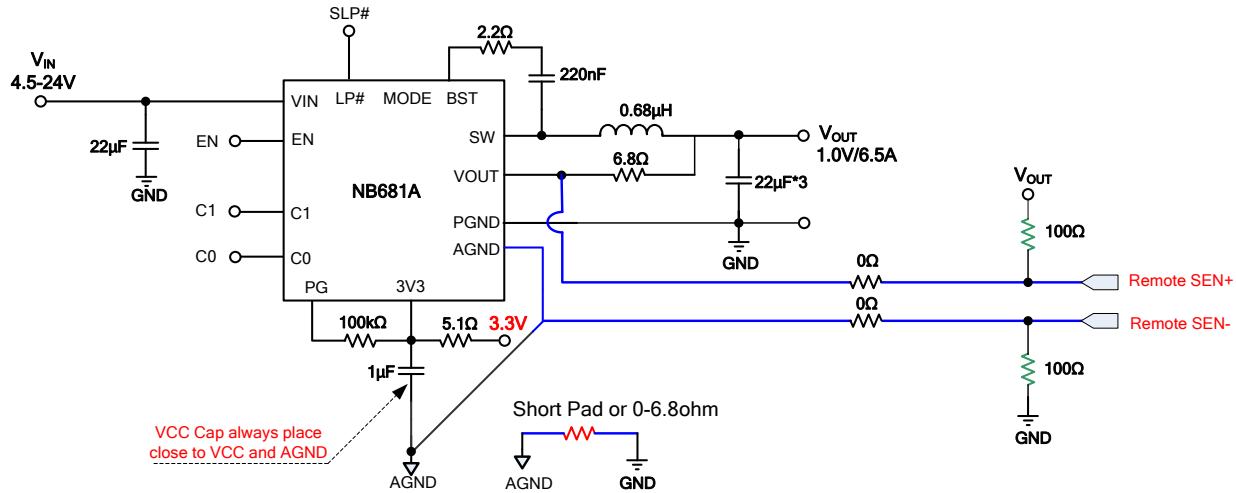 SLP#
V_IN
4.5-24V
2.2Ω
220nF
VIN
LP#
MODE
BST
22µF
GND
EN
EN
SW
0.68µH
V_OUT
1.0V/6.5A
VOUT
6.8Ω
22µF*3
NB681A
C1
C1
PGND
AGND
GND
C0
C0
PG
3V3
V_OUT
100Ω
0Ω
Remote SEN+
0Ω
Remote SEN-
100kΩ
5.1Ω
3.3V
1µF
100Ω
GND
VCC Cap always place
close to VCC and AGND
AGND
Short Pad or 0-6.8ohm
AGND
GND